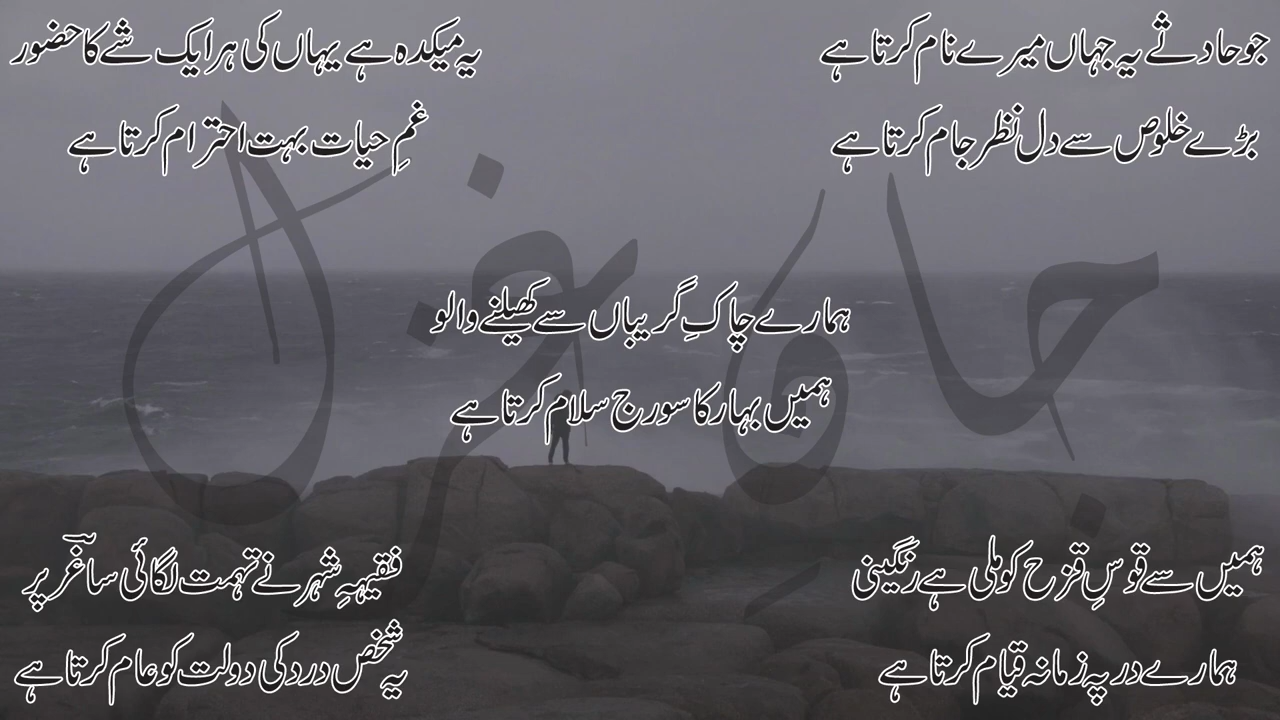 جو حادثے یہ جہاں میرے نام کرتا ہے
بڑے خلوص سے دل نظر جام کرتا ہے
یہ میکدہ ہے یہاں کی ہر ایک شے کا حضور
غمِ حیات بہت احترام کرتا ہے
ہمارے چاکِ گریباں سے کھیلنے والو
ہمیں بہار کا سورج سلام کرتا ہے
ہمیں سے قوسِ قزح کو ملی ہے رنگینی
ہمارے در پہ زمانہ قیام کرتا ہے
فقیہہِ شہر نے تہمت لگائی ساغرؔ پر
یہ شخص درد کی دولت کو عام کرتا ہے
جانِ غزل